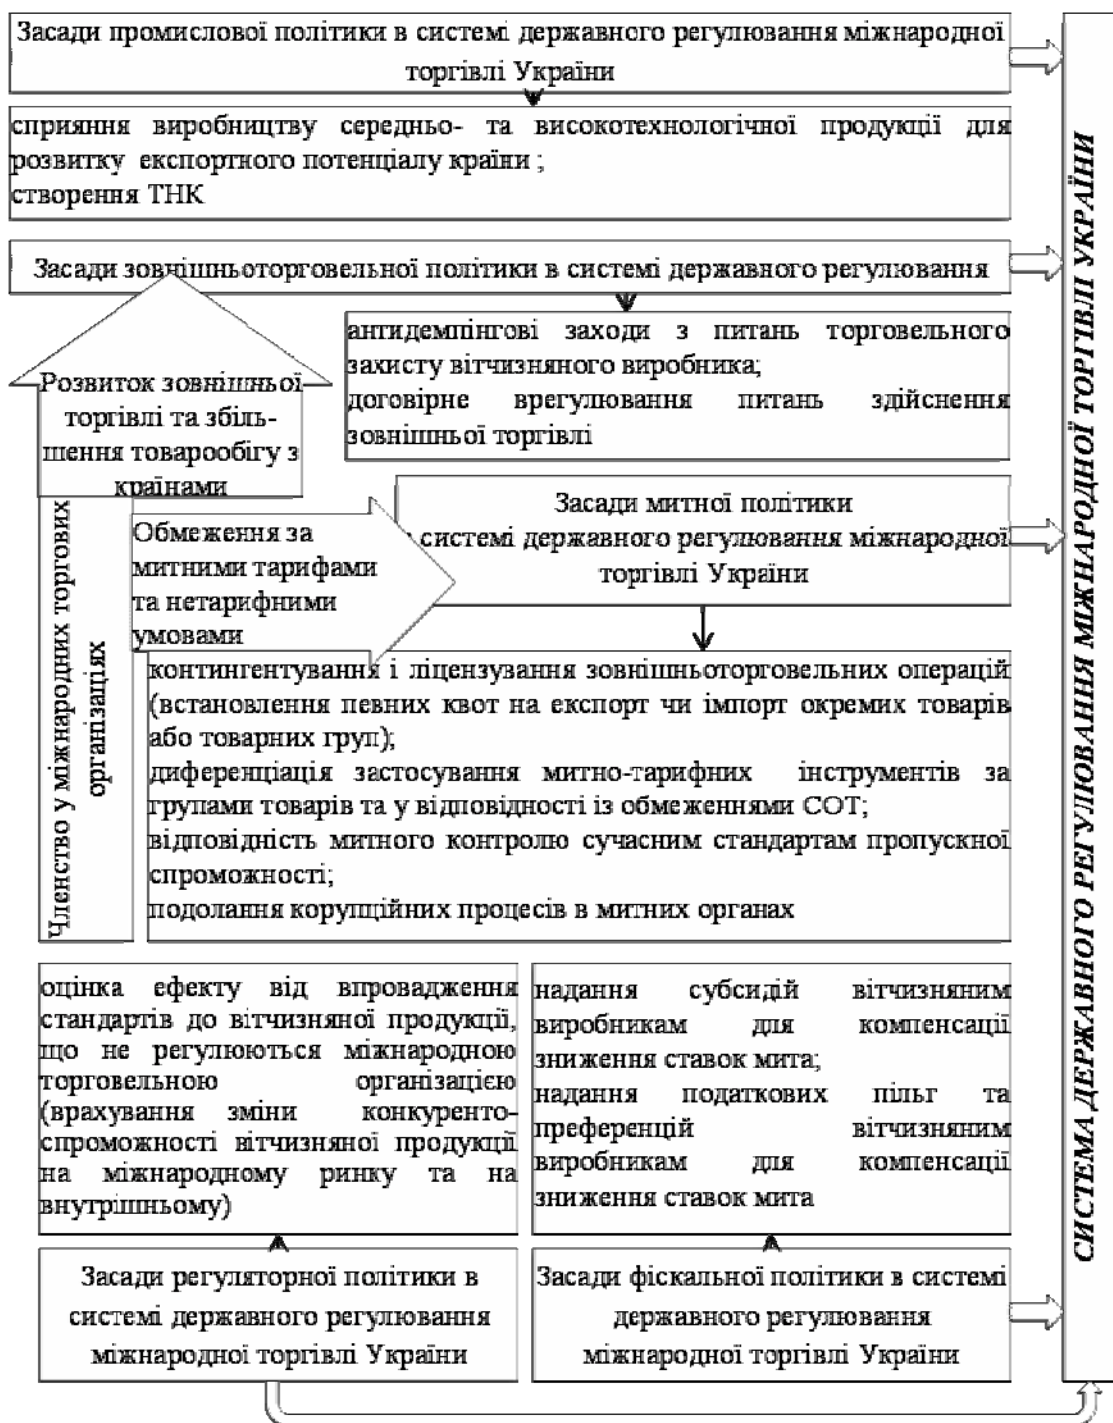 Засади промислової політики в системі державного регулювання міжнародної
торгівлі України
сприяння виробництву середньо- та високотехнологічної продукції для
розвитку експортного потенціалу країни ;
створення ТНК
Засади зовнішньоторговельної політики в системі державного регулювання
антидемпінгові заходи з питань торговельного
захисту вітчизняного виробника;
договірне врегулювання питань здійснення
зовнішньої торгівлі
Розвиток зовнішньої
торгівлі та збіль-
шення товарообігу з
країнами
Членство у міжнародних торгових
організаціях
Обмеження за
митними тарифами
та нетарифними
умовами
Засади митної політики
системі державного регулювання міжнародної
торгівлі України
контингентування і ліцензування зовнішньоторговельних операцій
(встановлення певних квот на експорт чи імпорт окремих товарів
або товарних груп);
диференціація застосування митно-тарифних інструментів за
групами товарів та у відповідності із обмеженнями СОТ;
відповідність митного контролю сучасним стандартам пропускної
спроможності;
подолання корупційних процесів в митних органах
оцінка ефекту від впровадження
стандартів до вітчизняної продукції,
що не регулюються міжнародною
торговельною організацією
(врахування зміни конкуренто-
спроможності вітчизняної продукції
на міжнародному ринку та на
внутрішньому)
надання субсидій вітчизняним
виробникам для компенсації
зниження ставок мита;
надання податкових пільг та
преференцій вітчизняним
виробникам для компенсації
зниження ставок мита
Засади регуляторної політики в
системі державного регулювання
міжнародної торгівлі України
Засади фіскальної політики в системі
державного регулювання
міжнародної торгівлі України
СИСТЕМА ДЕРЖАВНОГО РЕГУЛЮВАННЯ МІЖНАРОДНОЇ ТОРГІВЛІ УКРАЇНИ